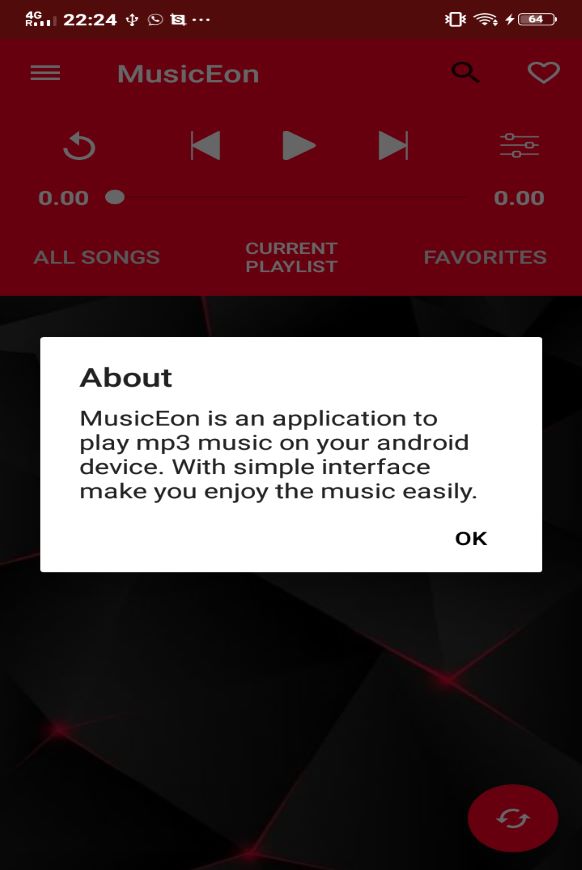 4G
R 22:24 64
MusicEon
0.00 0.00
ALL SONGS CURRENT PLAYLIST FAVORITES
About
MusicEon is an application to
play mp3 music on your android
device. With simple interface
make you enjoy the music easily.
OK